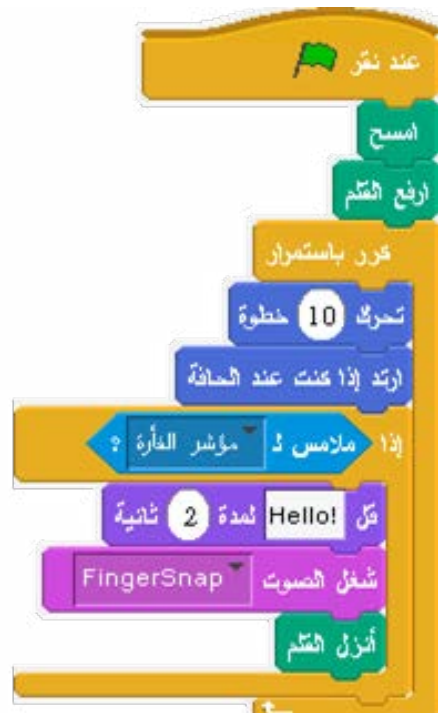 عند نقر
امسح
ارفع القلم
كرر باستمرار
تحرك 10 خطوة
ارتد إذا كنت عند الحافة
إذا ملامس لـ مؤشر الفأرة ؟
قل Hello! لمدة 2 ثانية
شغل الصوت FingerSnap
أنزل القلم